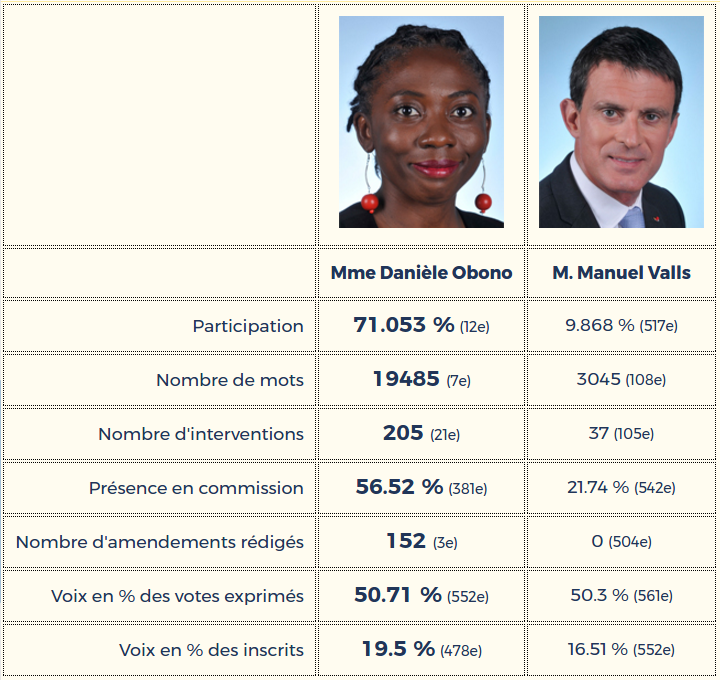 Mme Danièle Obono M. Manuel Valls
Participation 71.053 % (12e) 9.868 % (517e)
Nombre de mots 19485 (7e) 3045 (108e)
Nombre d'interventions 205 (21e) 37 (105e)
Présence en commission 56.52 % (381e) 21.74 % (542e)
Nombre d'amendements rédigés 152 (3e) 0 (504e)
Voix en % des votes exprimés 50.71 % (552e) 50.3 % (561e)
Voix en % des inscrits 19.5 % (478e) 16.51 % (552e)